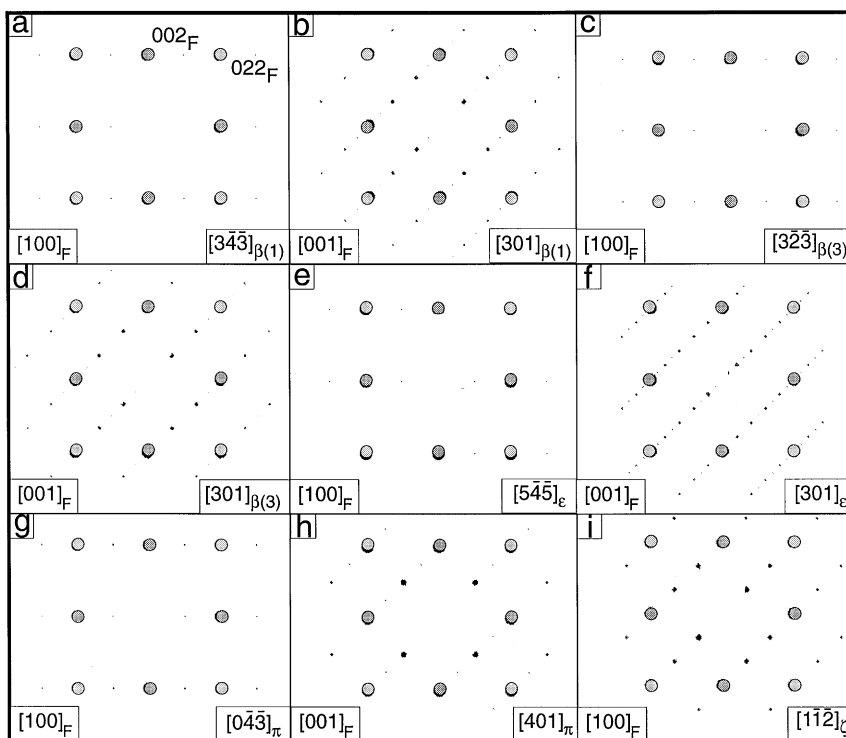 a
002F
022F
[100]F
[34̄3̄]β(1)
b
[001]F
[301]β(1)
c
[100]F
[32̄3̄]β(3)
d
[001]F
[301]β(3)
e
[100]F
[54̄5̄]ε
f
[001]F
[301]ε
g
[100]F
[04̄3̄]π
h
[001]F
[401]π
i
[100]F
[11̄2̄]ζ